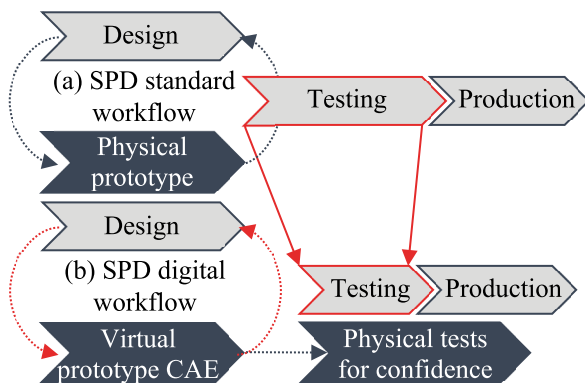 Design
(a) SPD standard
workflow
Testing
Production
Physical
prototype
Design
(b) SPD digital
workflow
Testing
Production
Virtual
prototype CAE
Physical tests
for confidence